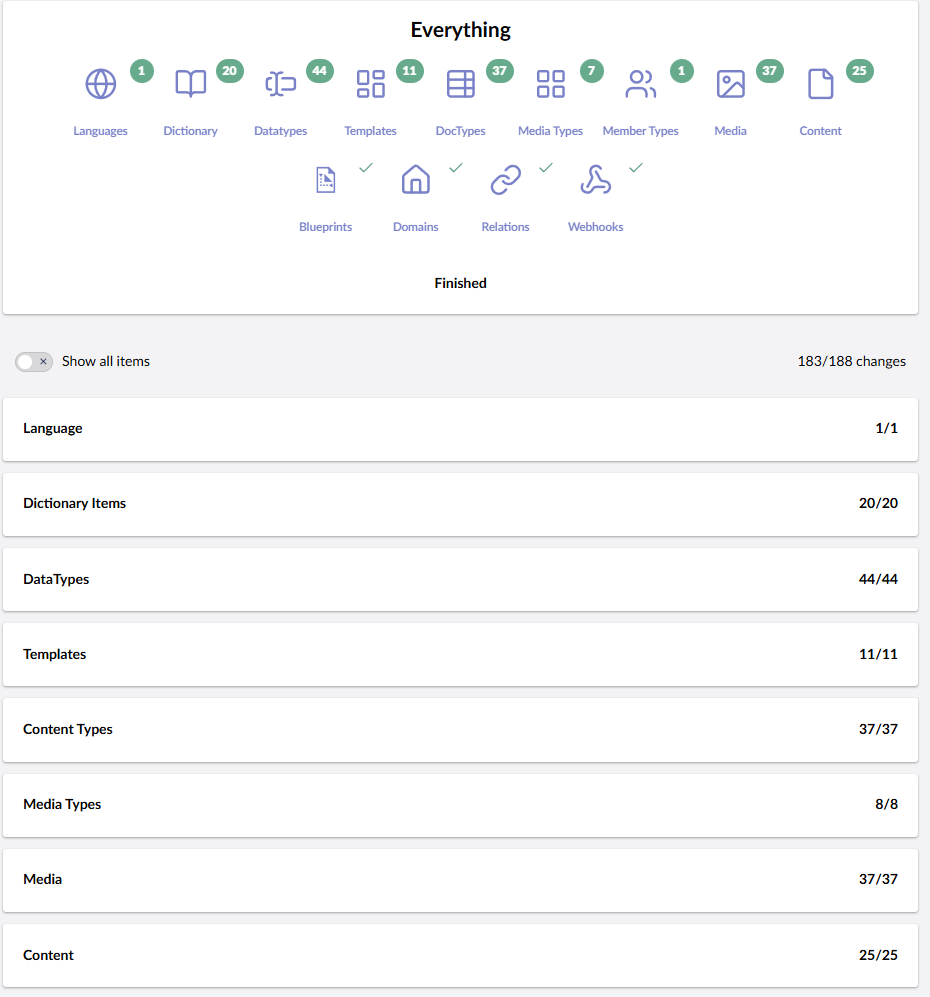 Everything
1 20 44 11 37 7 1 37 25
Languages Dictionary Datatypes Templates DocTypes Media Types Member Types Media Content
Blueprints Domains Relations Webhooks
Finished
Show all items 183/188 changes
Language 1/1
Dictionary Items 20/20
DataTypes 44/44
Templates 11/11
Content Types 37/37
Media Types 8/8
Media 37/37
Content 25/25